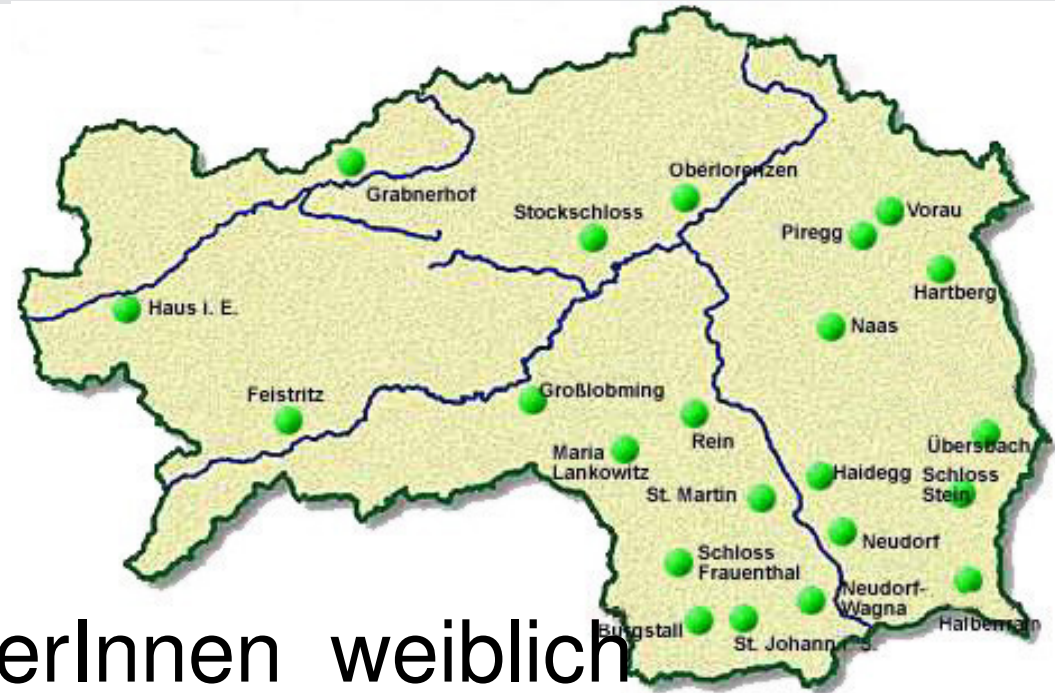 Oberlorenzen
Grabnerhof
Stockschloss
Vorau
Piregg
Hartberg
Haus i. E.
Naas
Feistritz
Großlobming
Rein
Übersbach
Maria
Lankowitz
Haidegg
Schloss
Stein
St. Martin
Neudorf
Schloss
Frauenthal
Neudorf-
Wagna
Halbenrain
Burgstall
St. Johann i. S.
erInnen weiblich